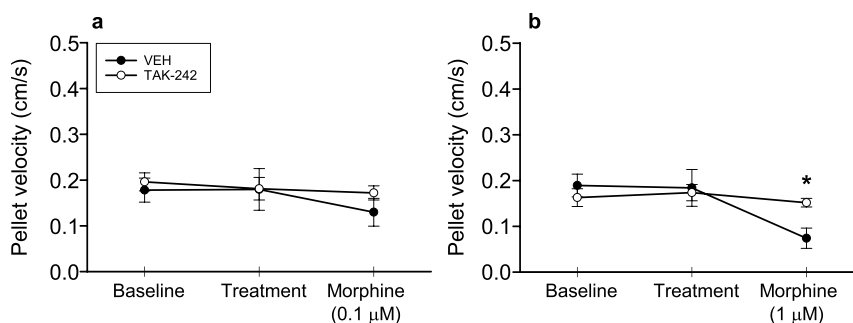 a
0.5
0.4
0.3
0.2
0.1
0.0
Pellet velocity (cm/s)
VEH
TAK-242
Baseline
Treatment
Morphine
(0.1 μM)
b
0.5
0.4
0.3
0.2
0.1
0.0
Pellet velocity (cm/s)
*
Baseline
Treatment
Morphine
(1 μM)